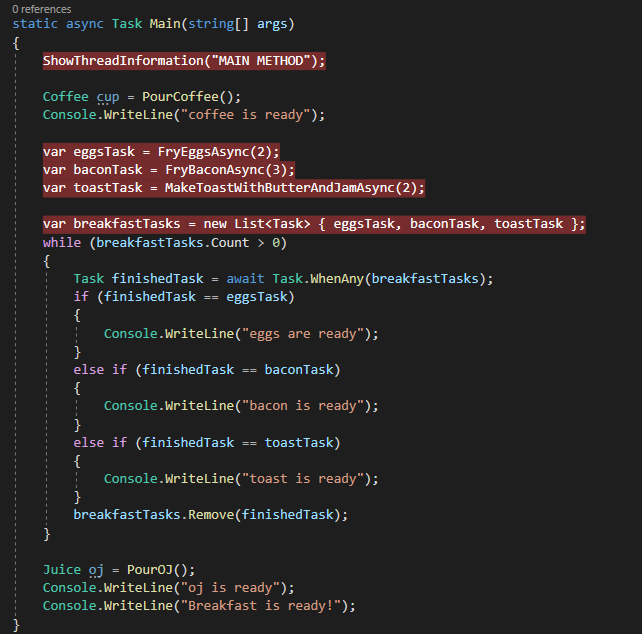 0 references
static async Task Main(string[] args)
{
ShowThreadInformation("MAIN METHOD");
Coffee cup = PourCoffee();
Console.WriteLine("coffee is ready");
var eggsTask = FryEggsAsync(2);
var baconTask = FryBaconAsync(3);
var toastTask = MakeToastWithButterAndJamAsync(2);
var breakfastTasks = new List<Task> { eggsTask, baconTask, toastTask };
while (breakfastTasks.Count > 0)
{
Task finishedTask = await Task.WhenAny(breakfastTasks);
if (finishedTask == eggsTask)
{
Console.WriteLine("eggs are ready");
}
else if (finishedTask == baconTask)
{
Console.WriteLine("bacon is ready");
}
else if (finishedTask == toastTask)
{
Console.WriteLine("toast is ready");
}
breakfastTasks.Remove(finishedTask);
}
Juice oj = PourOJ();
Console.WriteLine("oj is ready");
Console.WriteLine("Breakfast is ready!");
}